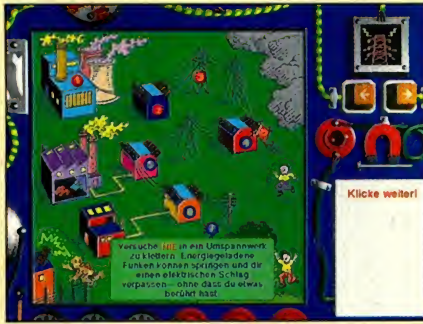 Versuche NIE in ein Umspannwerk
zu klettern. Energiegeladene
Funken können springen und dir
einen elektrischen Schlag
verpassen – ohne dass du etwas
berührt hast.
Klicke weiter!